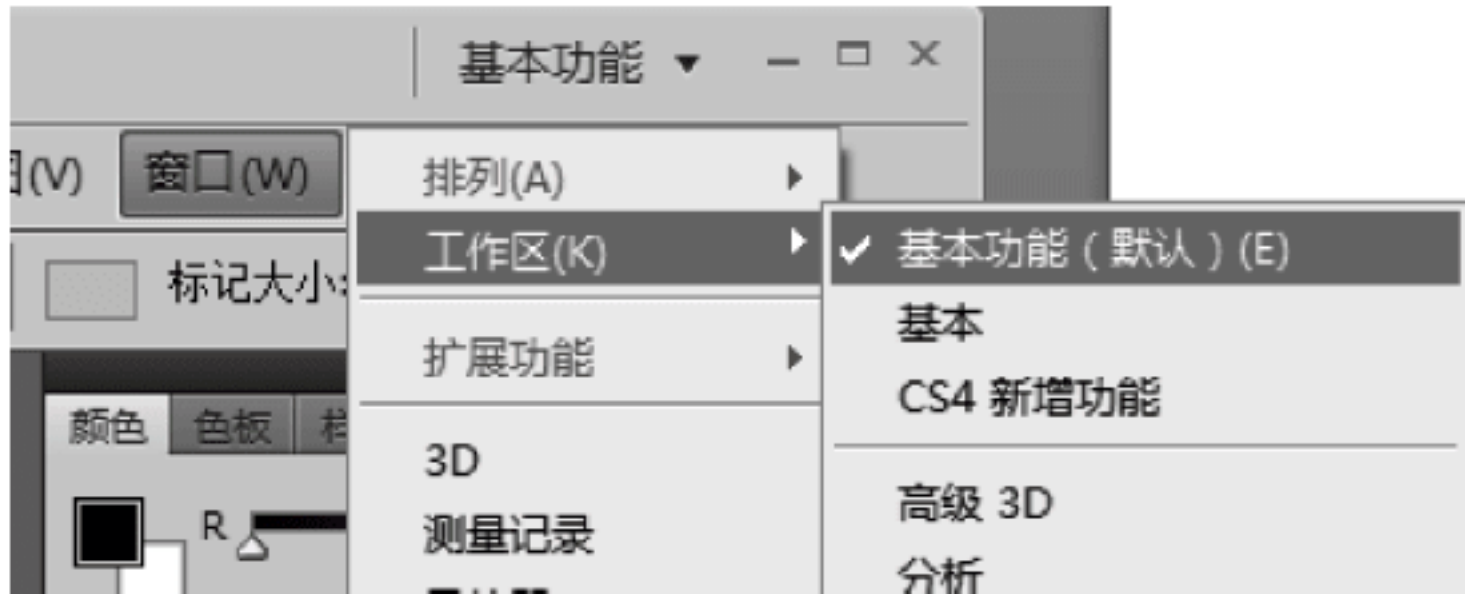 基本功能
(V) 窗口(W)
排列(A)
工作区(K)
基本功能(默认)(E)
标记大小:
基本
扩展功能
CS4 新增功能
颜色 色板
3D
高级 3D
R
测量记录
分析